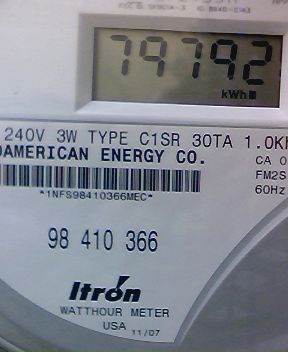 79792
kWh
240V 3W TYPE C1SR 30TA 1.0K
AMERICAN ENERGY CO.
CA 0
*1NFS98410366MEC*
FM2S
60Hz
98 410 366
Itron
WATTHOUR METER
USA 11/07